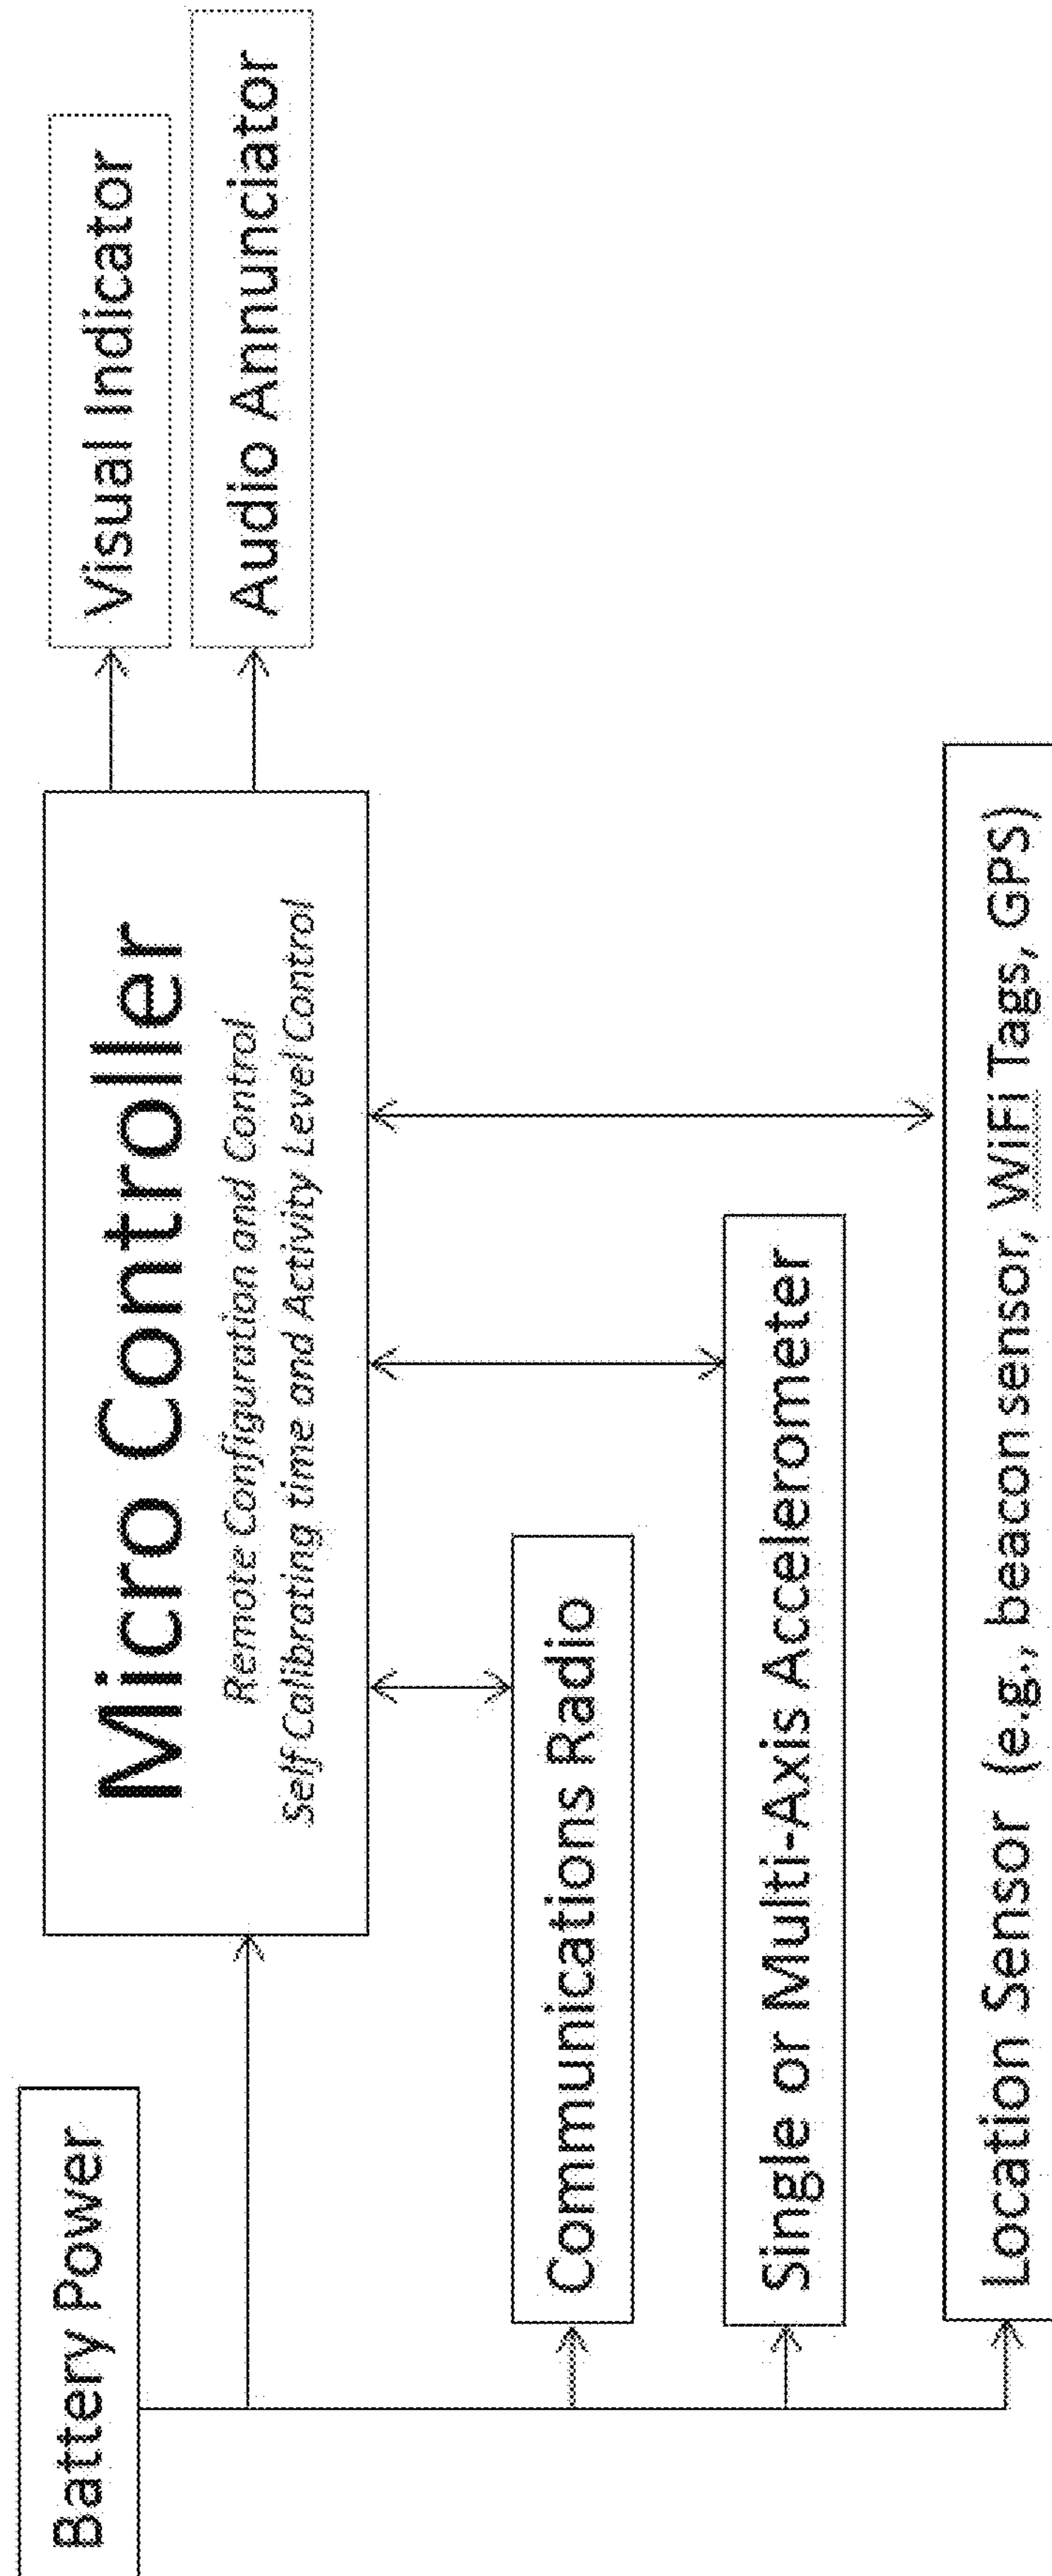 Battery Power
Micro Controller
Remote Configuration and Control
Self Calibrating time and Activity Level Control
Visual Indicator
Audio Annunciator
Communications Radio
Single or Multi-Axis Accelerometer
Location Sensor (e.g., beacon sensor, WiFi Tags, GPS)